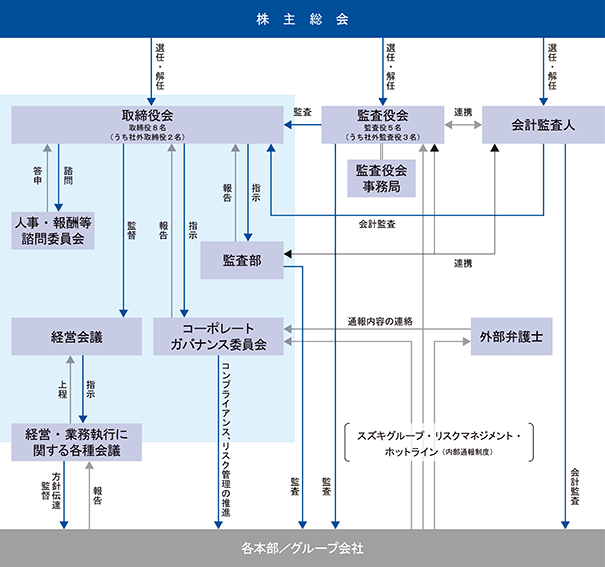 株主総会
選任・解任
選任・解任
選任・解任
取締役会
取締役8名
(うち社外取締役2名)
監査
監査役会
監査役5名
(うち社外監査役3名)
連携
会計監査人
監査役会
事務局
答申
諮問
監督
報告
指示
報告
指示
会計監査
人事・報酬等
諮問委員会
監査部
連携
経営会議
コーポレート
ガバナンス委員会
通報内容の連絡
外部弁護士
上程
指示
コンプライアンス、リスク管理の推進
経営・業務執行に
関する各種会議
スズキグループ・リスクマネジメント・
ホットライン(内部通報制度)
方針伝達
監督
報告
監査
監査
会計監査
各本部/グループ会社